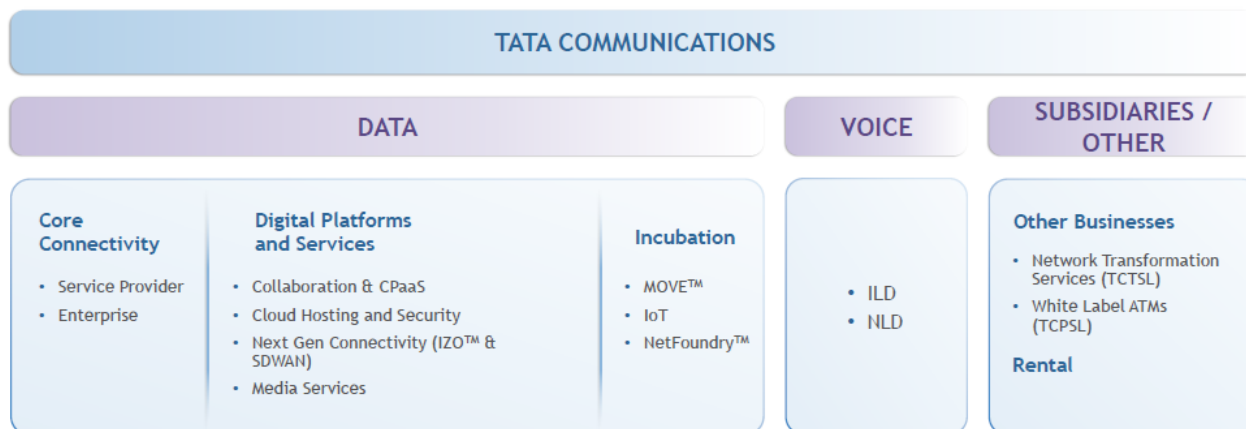 TATA COMMUNICATIONS
DATA
VOICE
SUBSIDIARIES /
OTHER
Core
Connectivity
• Service Provider
• Enterprise
Digital Platforms
and Services
• Collaboration & CPaaS
• Cloud Hosting and Security
• Next Gen Connectivity (IZO™ &
SDWAN)
• Media Services
Incubation
• MOVE™
• IoT
• NetFoundry™
• ILD
• NLD
Other Businesses
• Network Transformation
Services (TCTSL)
• White Label ATMs
(TCPSL)
Rental